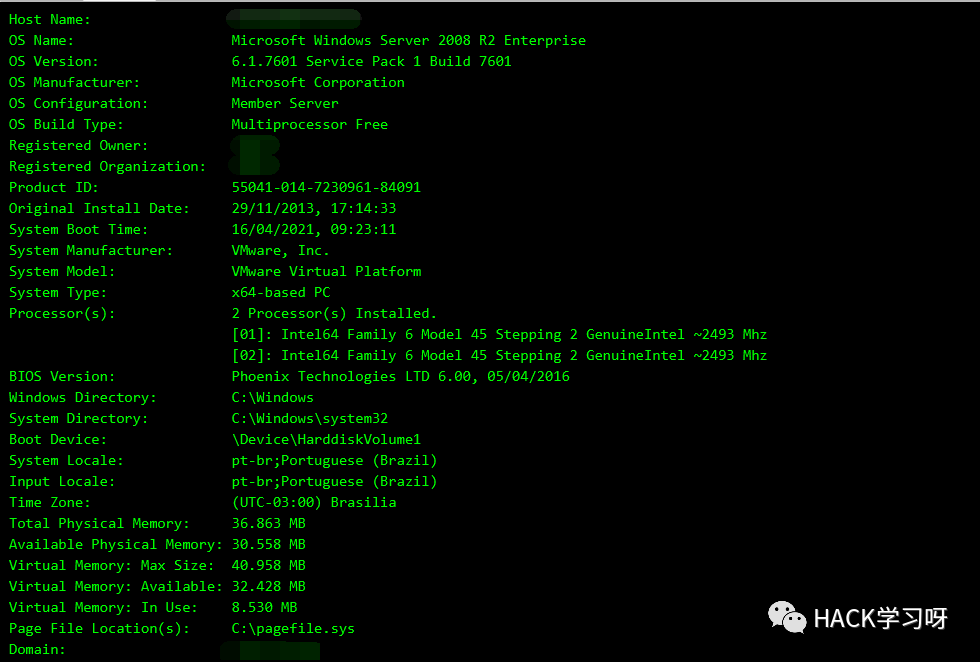 Host Name:
OS Name: Microsoft Windows Server 2008 R2 Enterprise
OS Version: 6.1.7601 Service Pack 1 Build 7601
OS Manufacturer: Microsoft Corporation
OS Configuration: Member Server
OS Build Type: Multiprocessor Free
Registered Owner:
Registered Organization:
Product ID: 55041-014-7230961-84091
Original Install Date: 29/11/2013, 17:14:33
System Boot Time: 16/04/2021, 09:23:11
System Manufacturer: VMware, Inc.
System Model: VMware Virtual Platform
System Type: x64-based PC
Processor(s): 2 Processor(s) Installed.
[01]: Intel64 Family 6 Model 45 Stepping 2 GenuineIntel ~2493 Mhz
[02]: Intel64 Family 6 Model 45 Stepping 2 GenuineIntel ~2493 Mhz
BIOS Version: Phoenix Technologies LTD 6.00, 05/04/2016
Windows Directory: C:\Windows
System Directory: C:\Windows\system32
Boot Device: \Device\HarddiskVolume1
System Locale: pt-br;Portuguese (Brazil)
Input Locale: pt-br;Portuguese (Brazil)
Time Zone: (UTC-03:00) Brasilia
Total Physical Memory: 36.863 MB
Available Physical Memory: 30.558 MB
Virtual Memory: Max Size: 40.958 MB
Virtual Memory: Available: 32.428 MB
Virtual Memory: In Use: 8.530 MB
Page File Location(s): C:\pagefile.sys
Domain:
HACK学习呀